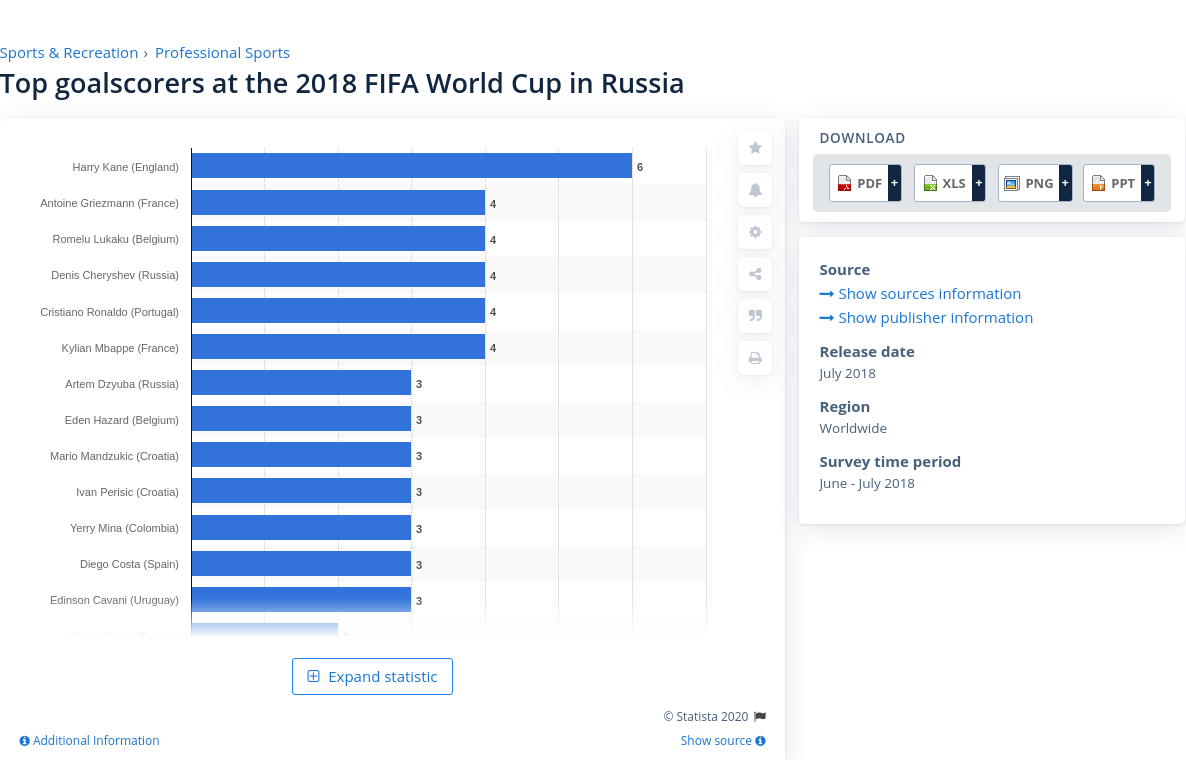 Sports & Recreation › Professional Sports
Top goalscorers at the 2018 FIFA World Cup in Russia
Harry Kane (England) 6
Antoine Griezmann (France) 4
Romelu Lukaku (Belgium) 4
Denis Cheryshev (Russia) 4
Cristiano Ronaldo (Portugal) 4
Kylian Mbappe (France) 4
Artem Dzyuba (Russia) 3
Eden Hazard (Belgium) 3
Mario Mandzukic (Croatia) 3
Ivan Perisic (Croatia) 3
Yerry Mina (Colombia) 3
Diego Costa (Spain) 3
Edinson Cavani (Uruguay) 3
Expand statistic
© Statista 2020
Additional Information
Show source
DOWNLOAD
PDF + XLS + PNG + PPT +
Source
Show sources information
Show publisher information
Release date
July 2018
Region
Worldwide
Survey time period
June - July 2018